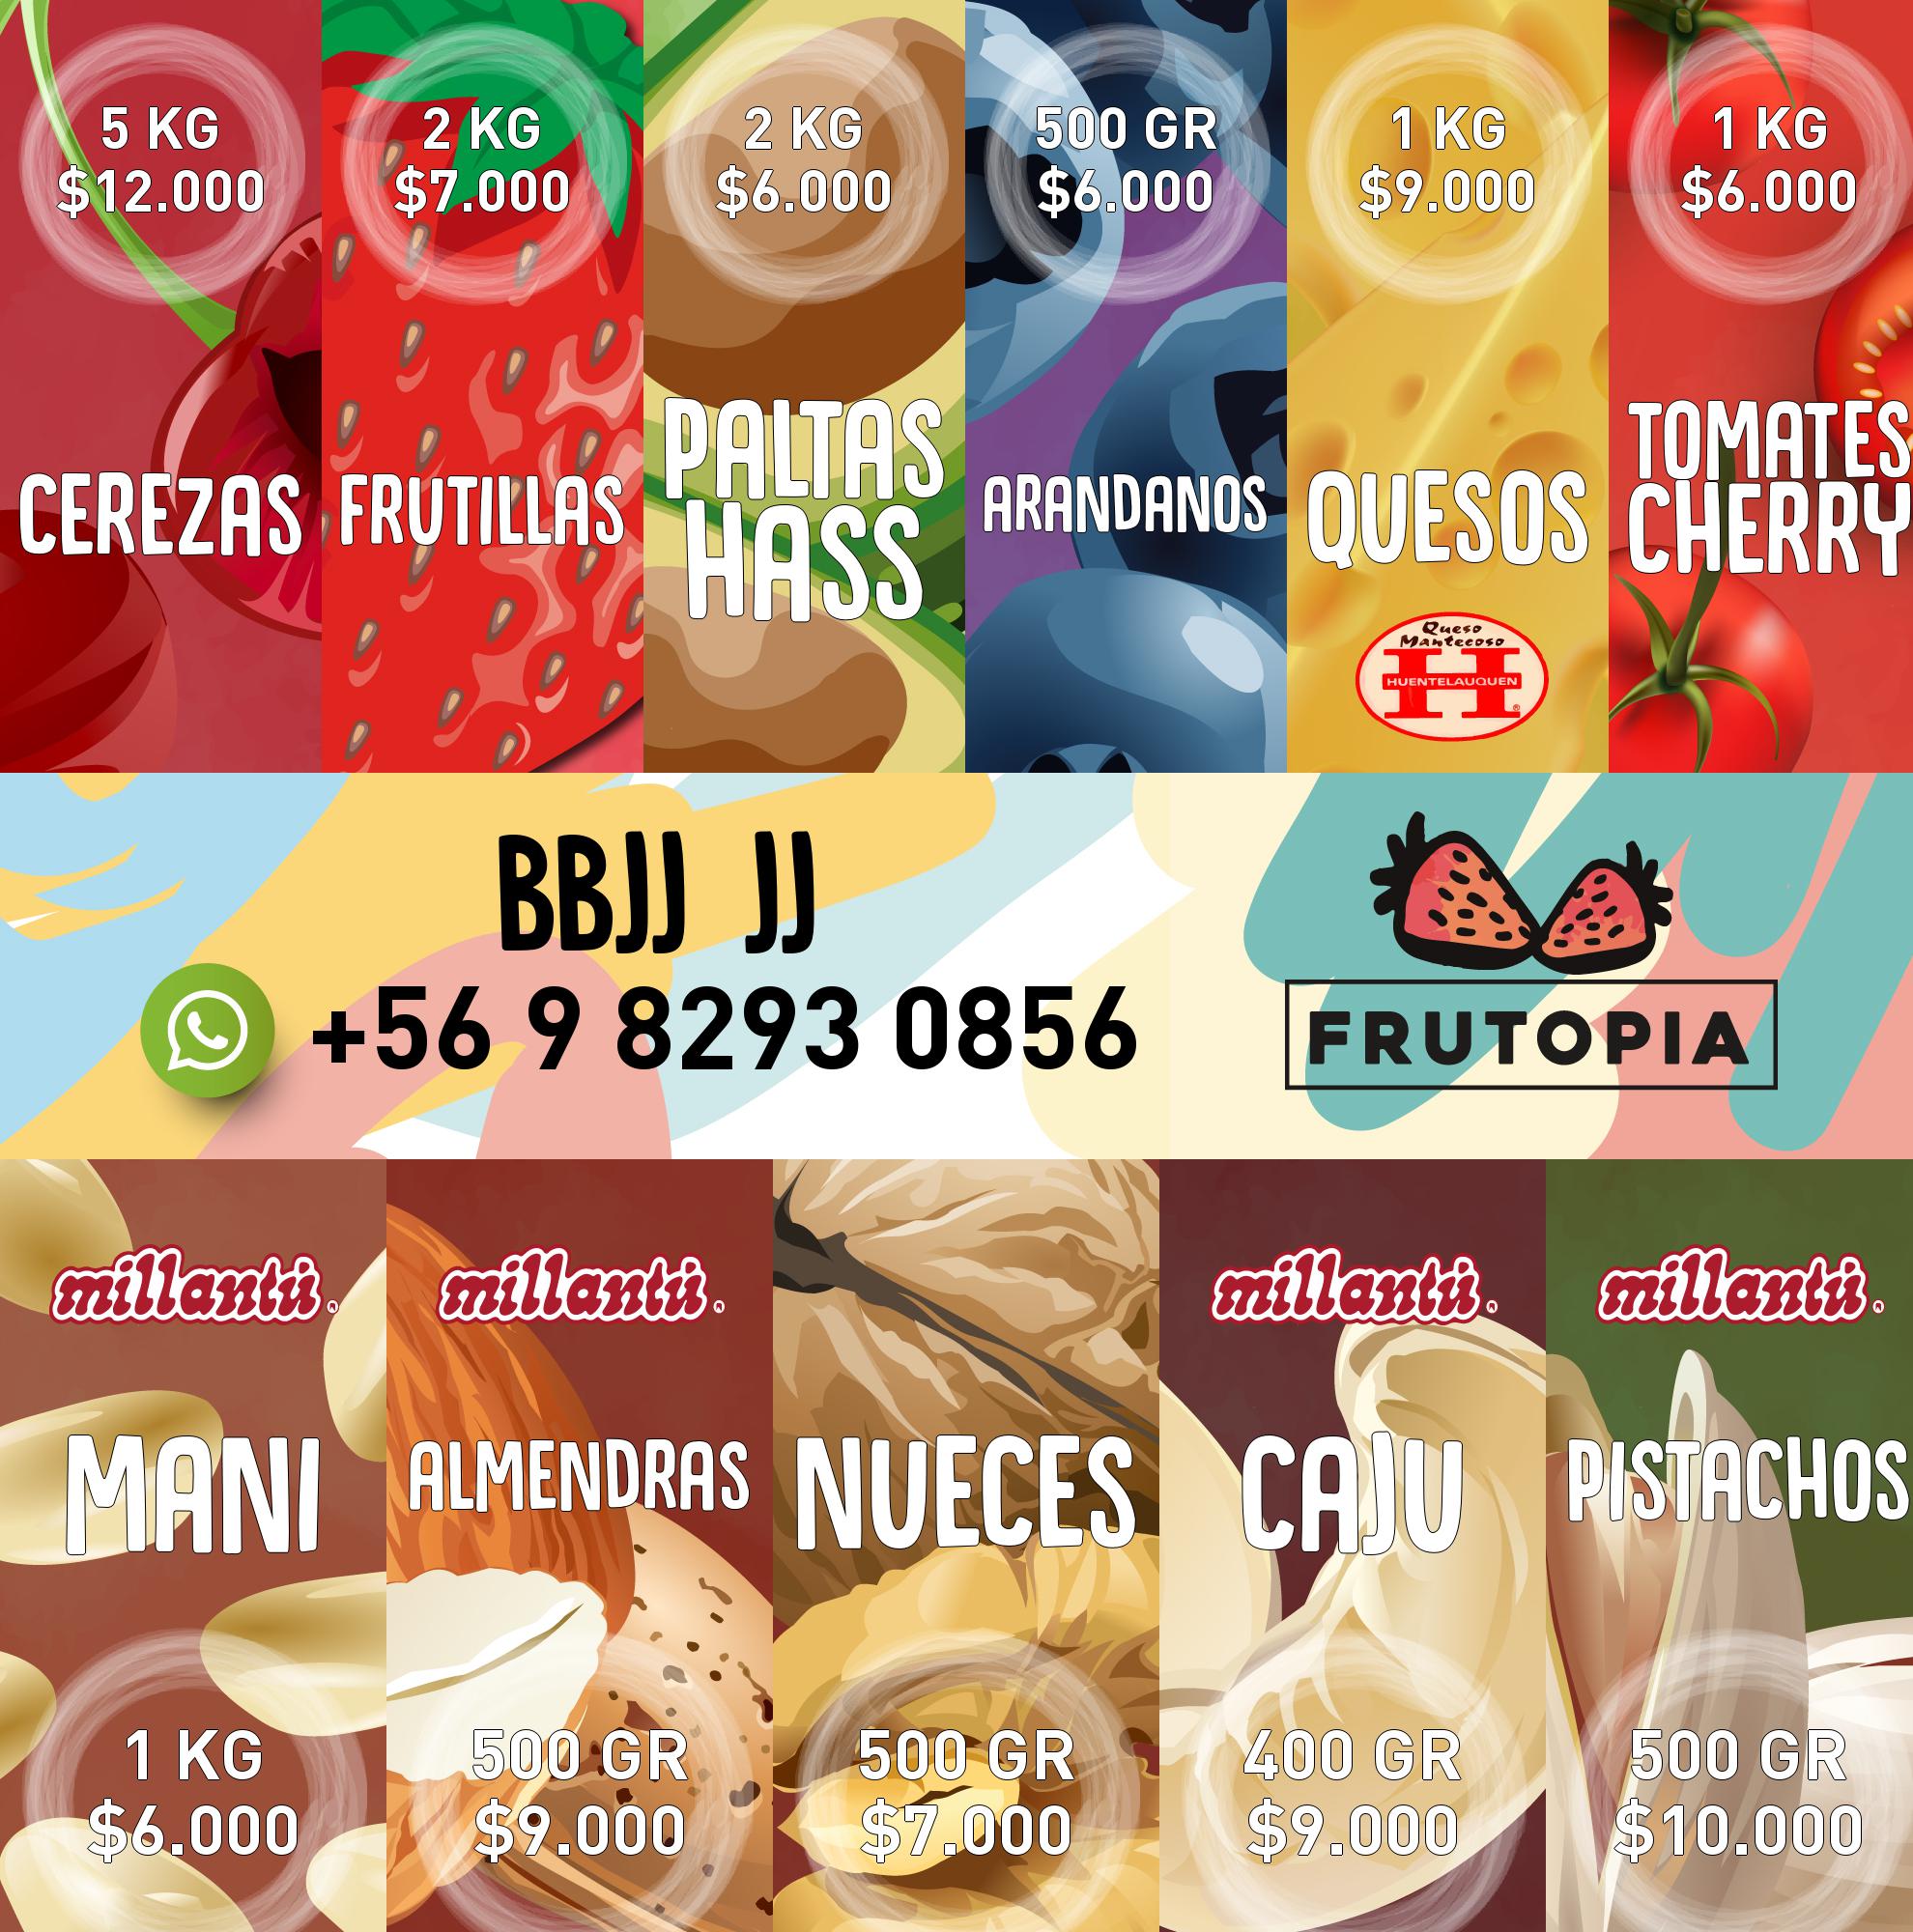 5 KG
$12.000
CEREZAS
2 KG
$7.000
FRUTILLAS
2 KG
$6.000
PALTAS
HASS
500 GR
$6.000
ARANDANOS
1 KG
$9.000
QUESOS
Queso
Mantecoso
H
HUENTELAUQUEN
®
1 KG
$6.000
TOMATES
CHERRY
BBJJ JJ
+56 9 8293 0856
FRUTOPIA
millantú®
MANI
1 KG
$6.000
millantú®
ALMENDRAS
500 GR
$9.000
NUECES
500 GR
$7.000
millantú®
CAJU
400 GR
$9.000
millantú®
PISTACHOS
500 GR
$10.000